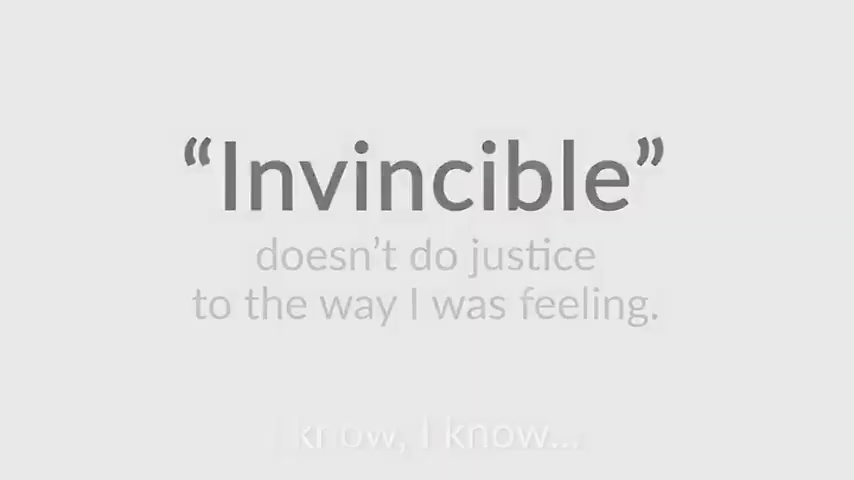 “Invincible”
doesn’t do justice
to the way I was feeling.
I know, I know...